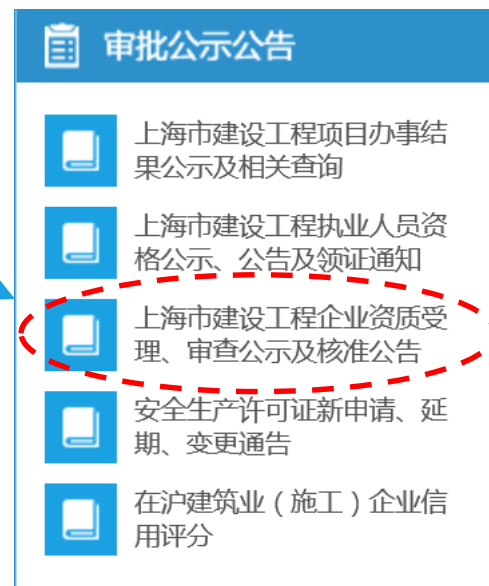 审批公示公告
上海市建设工程项目办事结
果公示及相关查询
上海市建设工程执业人员资
格公示、公告及领证通知
上海市建设工程企业资质受
理、审查公示及核准公告
安全生产许可证新申请、延
期、变更通告
在沪建筑业（施工）企业信
用评分